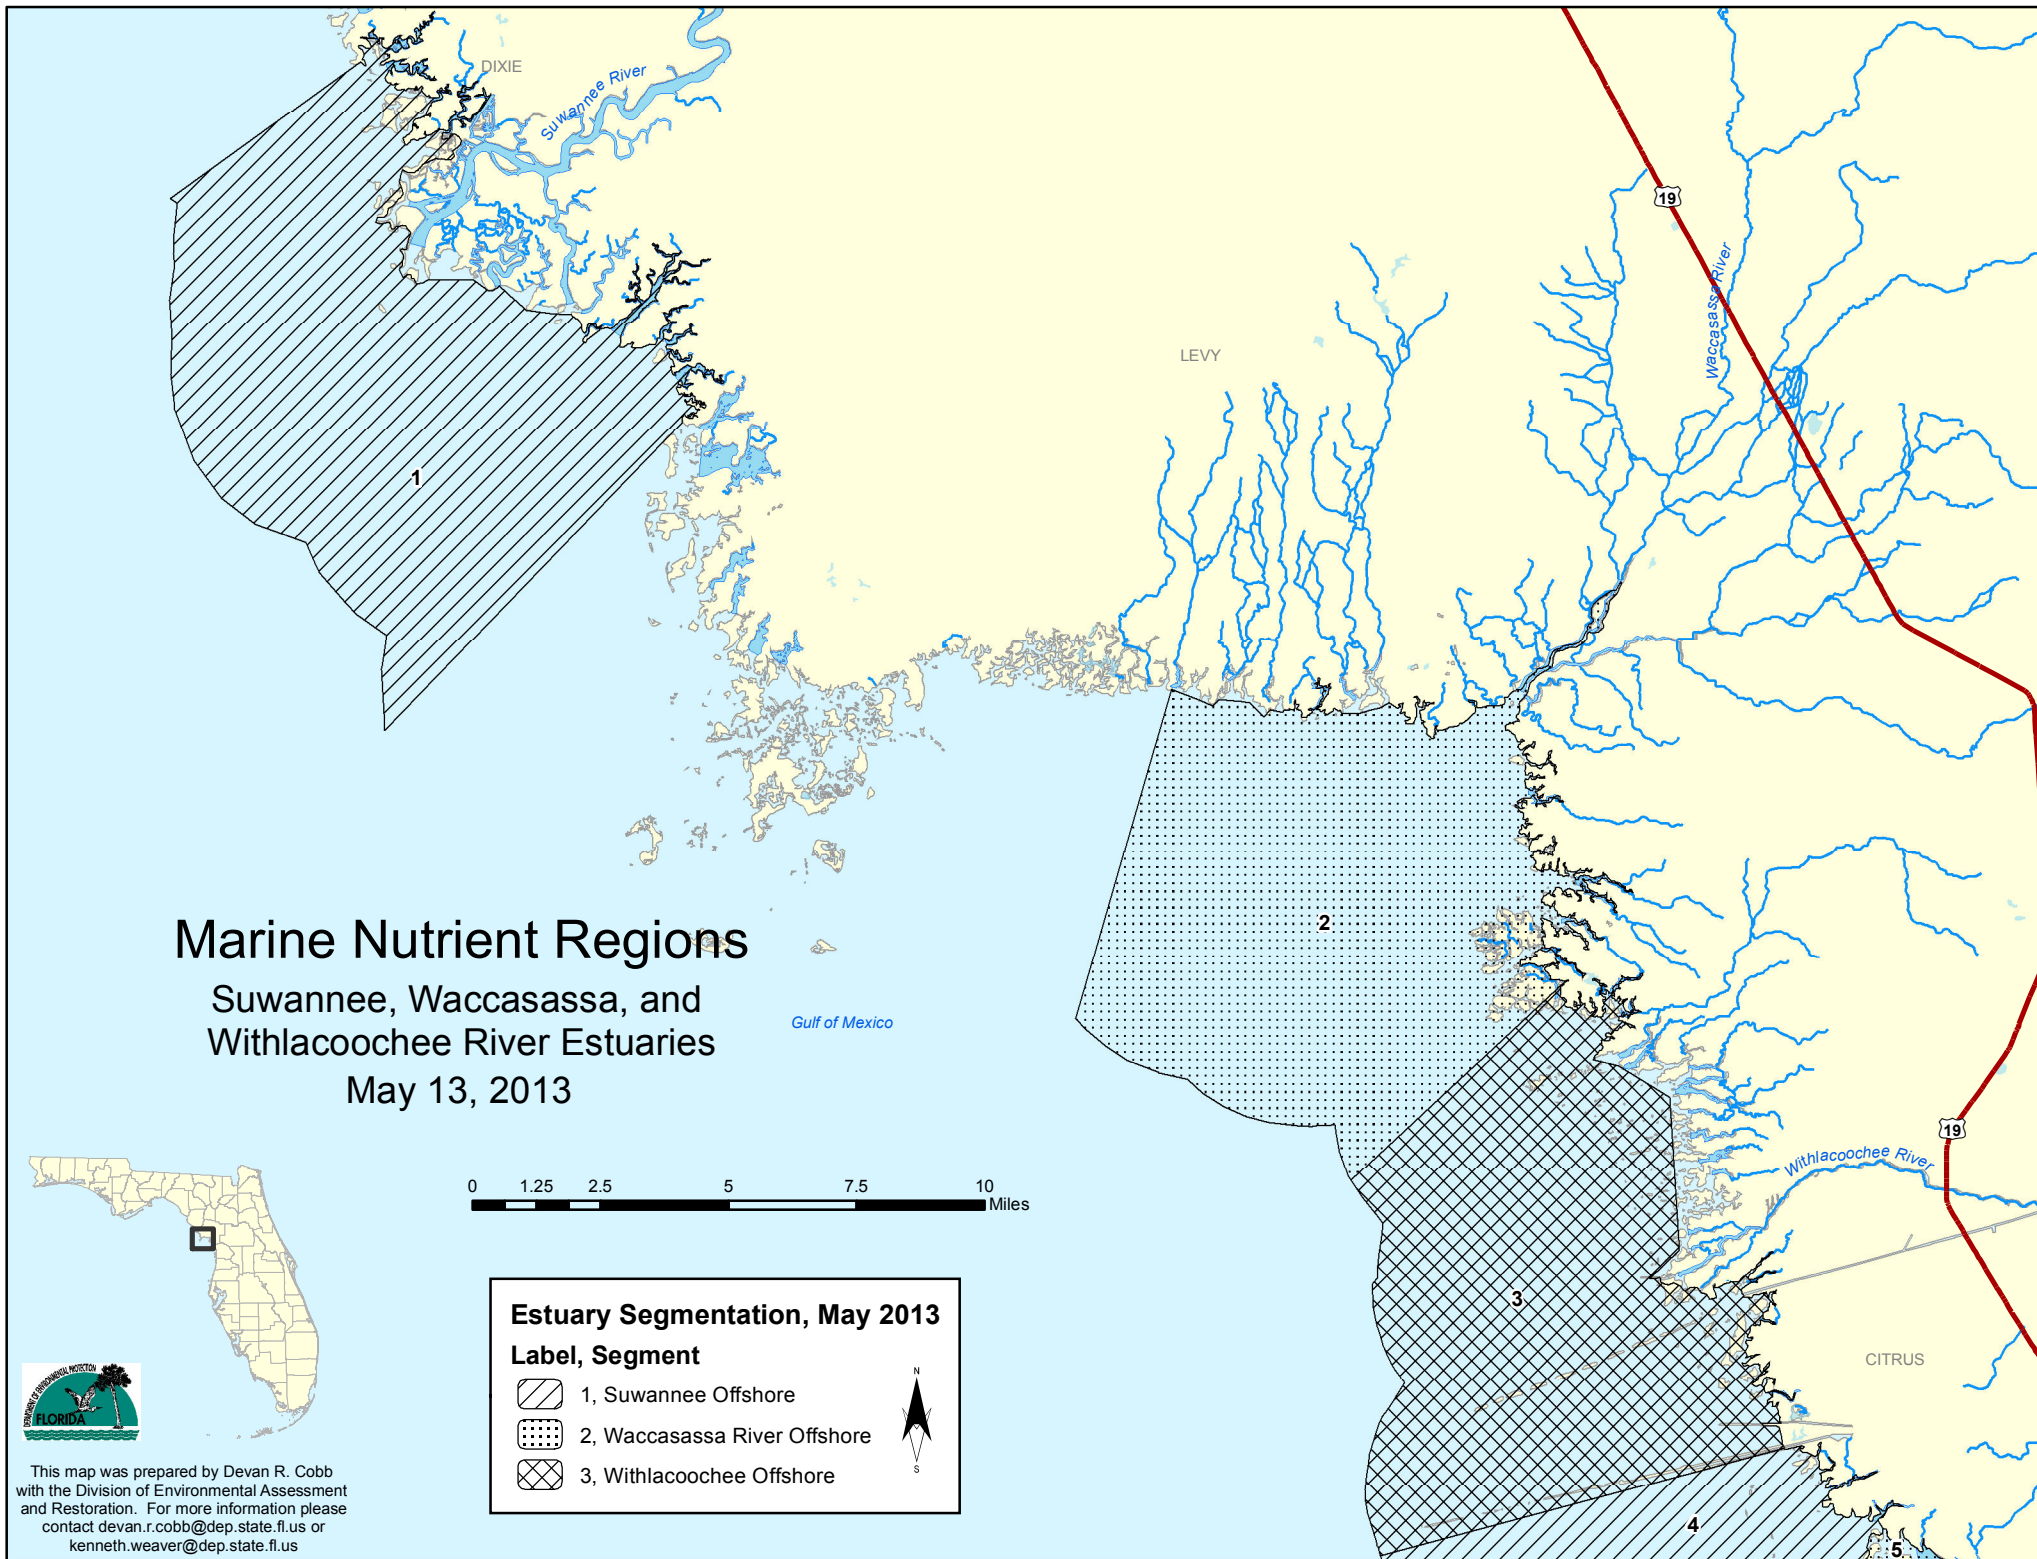 DIXIE
Suwannee River
19
Waccasassa River
LEVY
1
2
Marine Nutrient Regions
Suwannee, Waccasassa, and
Withlacoochee River Estuaries
May 13, 2013
Gulf of Mexico
19
Withlacoochee River
0 1.25 2.5 5 7.5 10
Miles
3
CITRUS
Estuary Segmentation, May 2013
Label, Segment
1, Suwannee Offshore
2, Waccasassa River Offshore
3, Withlacoochee Offshore
N
S
DEPARTMENT OF ENVIRONMENTAL PROTECTION
FLORIDA
This map was prepared by Devan R. Cobb
with the Division of Environmental Assessment
and Restoration. For more information please
contact devan.r.cobb@dep.state.fl.us or
kenneth.weaver@dep.state.fl.us
4
5